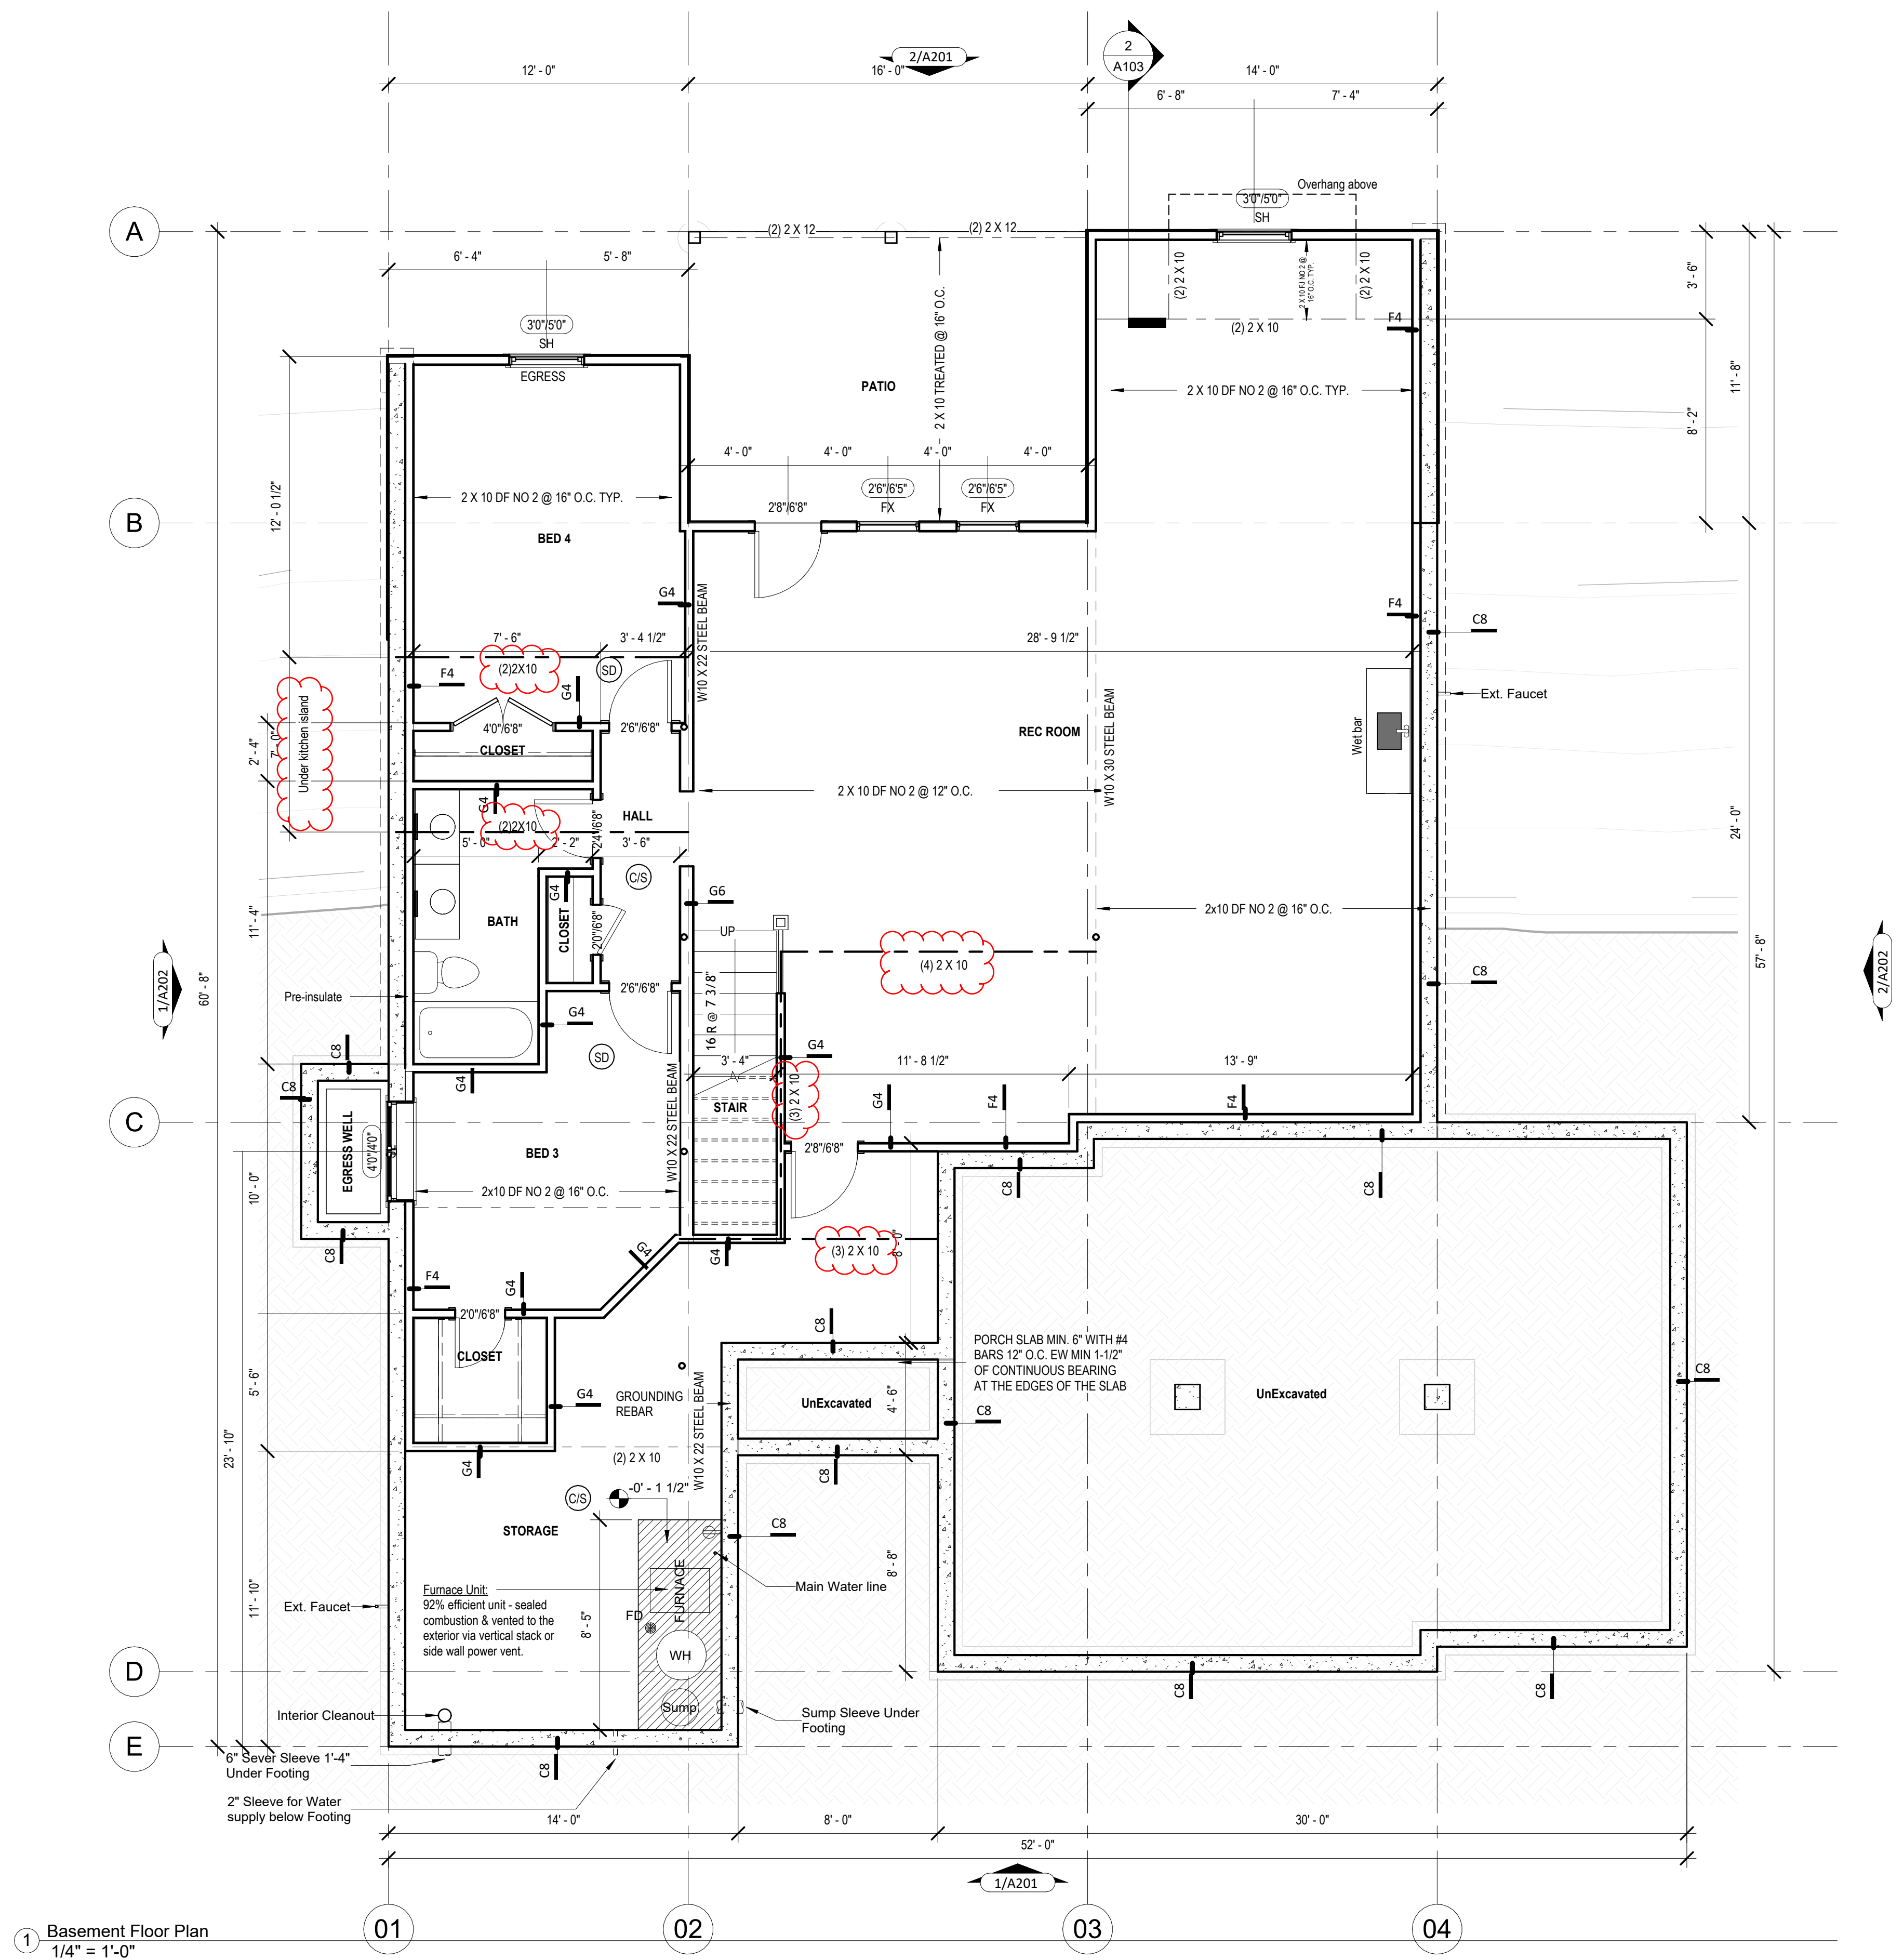 2/A201
2
A103
12' - 0"
16' - 0"
14' - 0"
6' - 8"
7' - 4"
Overhang above
3'0"/5'0"
SH
A
(2) 2 X 12
(2) 2 X 12
6' - 4"
5' - 8"
(2) 2 X 10
2 X 10 FJ NO 2 @
16" O.C. TYP.
(2) 2 X 10
3' - 6"
3'0"/5'0"
SH
EGRESS
F4
(2) 2 X 10
PATIO
2 X 10 TREATED @ 16" O.C.
2 X 10 DF NO 2 @ 16" O.C. TYP.
11' - 8"
8' - 2"
4' - 0"
4' - 0"
4' - 0"
4' - 0"
12' - 0 1/2"
2 X 10 DF NO 2 @ 16" O.C. TYP.
2'8"/6'8"
2'6"/6'5"
FX
2'6"/6'5"
FX
B
BED 4
G4
W10 X 22 STEEL BEAM
F4
C8
7' - 6"
3' - 4 1/2"
28' - 9 1/2"
(2)2X10
SD
F4
G4
Under kitchen island
Ext. Faucet
4'0"/6'8"
2'6"/6'8"
REC ROOM
W10 X 30 STEEL BEAM
Wet bar
2' - 4"
7' - 0"
CLOSET
2 X 10 DF NO 2 @ 12" O.C.
G4
HALL
(2)2X10
2'4"/6'8"
24' - 0"
5' - 0"
2' - 2"
3' - 6"
C/S
G4
G6
11' - 4"
BATH
CLOSET
2'0"/6'8"
UP
2x10 DF NO 2 @ 16" O.C.
57' - 8"
1/A202
60' - 8"
2/A202
(4) 2 X 10
C8
Pre-insulate
2'6"/6'8"
16 R @ 7 3/8"
G4
SD
G4
C8
3' - 4"
11' - 8 1/2"
13' - 9"
C8
G4
W10 X 22 STEEL BEAM
STAIR
(3) 2 X 10
G4
F4
F4
C
EGRESS WELL
4'0"/4'0"
BED 3
2'8"/6'8"
10' - 0"
2x10 DF NO 2 @ 16" O.C.
C8
C8
C8
G4
G4
(3) 2 X 10
8' - 0"
F4
G4
2'0"/6'8"
C8
CLOSET
PORCH SLAB MIN. 6" WITH #4
BARS 12" O.C. EW MIN 1-1/2"
OF CONTINUOUS BEARING
AT THE EDGES OF THE SLAB
5' - 6"
G4
GROUNDING
REBAR
UnExcavated
4' - 6"
C8
UnExcavated
C8
23' - 10"
W10 X 22 STEEL BEAM
G4
(2) 2 X 10
C8
-0' - 1 1/2"
C/S
STORAGE
C8
11' - 10"
Ext. Faucet
Furnace Unit:
92% efficient unit - sealed
combustion & vented to the
exterior via vertical stack or
side wall power vent.
8' - 5"
FURNACE
FD
Main Water line
8' - 8"
WH
D
C8
C8
Interior Cleanout
Sump
Sump Sleeve Under
Footing
E
6" Sever Sleeve 1'-4"
Under Footing
C8
2" Sleeve for Water
supply below Footing
14' - 0"
8' - 0"
30' - 0"
52' - 0"
1/A201
01
02
03
04
1
Basement Floor Plan
1/4" = 1'-0"